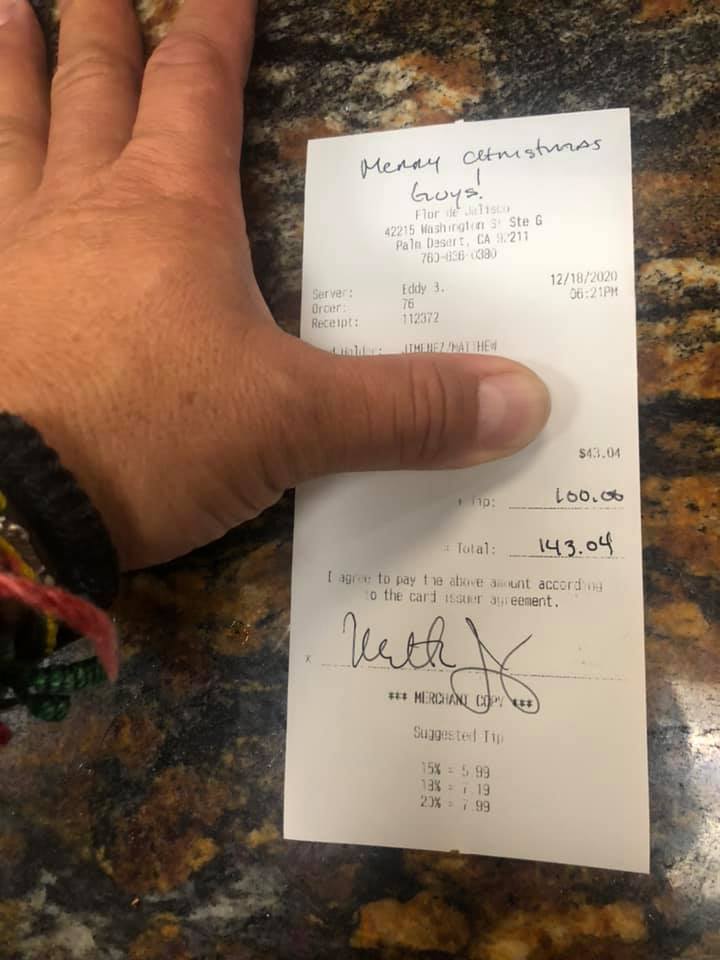 Merry Christmas
Guys!
Flor de Jalisco
42215 Washington St Ste G
Palm Desert, CA 92211
760-836-0380
12/18/2020
Server: Eddy B.
06:21PM
Order: 76
Receipt: 112372
Holder: JIMENEZ/MATTHEW
$43.04
+ Tip: 100.00
= Total: 143.04
I agree to pay the above amount according
to the card issuer agreement.
x
*** MERCHANT COPY ***
Suggested Tip
15% = 5.99
18% = 7.19
20% = 7.99